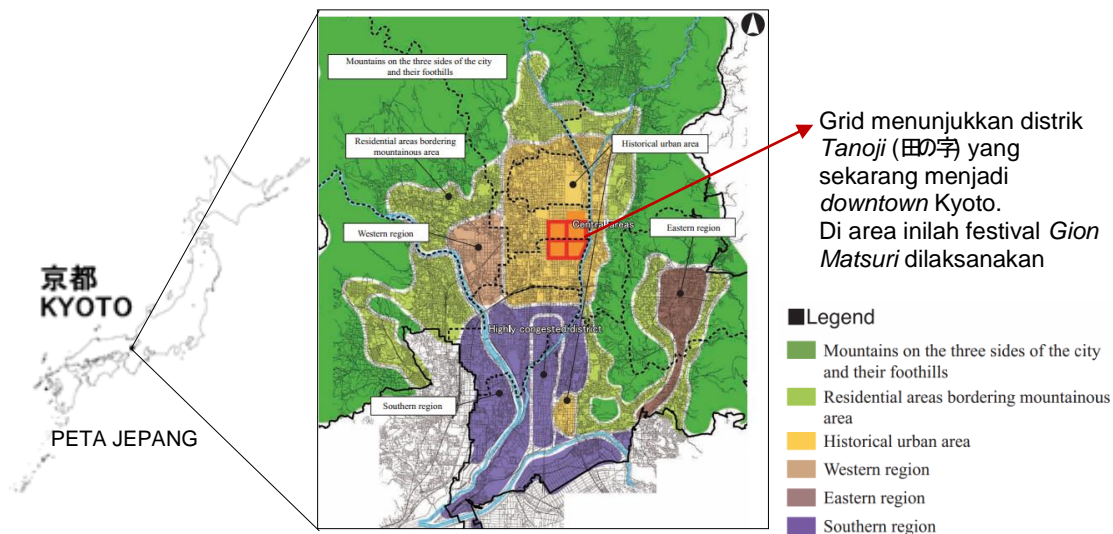 京都
KYOTO
PETA JEPANG
Mountains on the three sides of the city
and their foothills
Residential areas bordering
mountainous area
Historical urban area
Western region
Central areas
Eastern region
Highly congested district
Southern region
Grid menunjukkan distrik
Tanoji (田の字) yang
sekarang menjadi
downtown Kyoto.
Di area inilah festival Gion
Matsuri dilaksanakan
■Legend
Mountains on the three sides of the city
and their foothills
Residential areas bordering mountainous
area
Historical urban area
Western region
Eastern region
Southern region